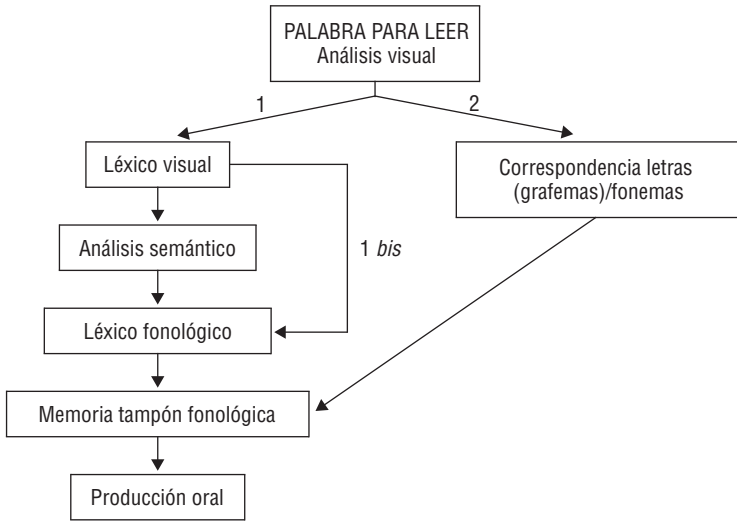 PALABRA PARA LEER
Análisis visual
1
2
Léxico visual
Correspondencia letras
(grafemas)/fonemas
Análisis semántico
1 bis
Léxico fonológico
Memoria tampón fonológica
Producción oral